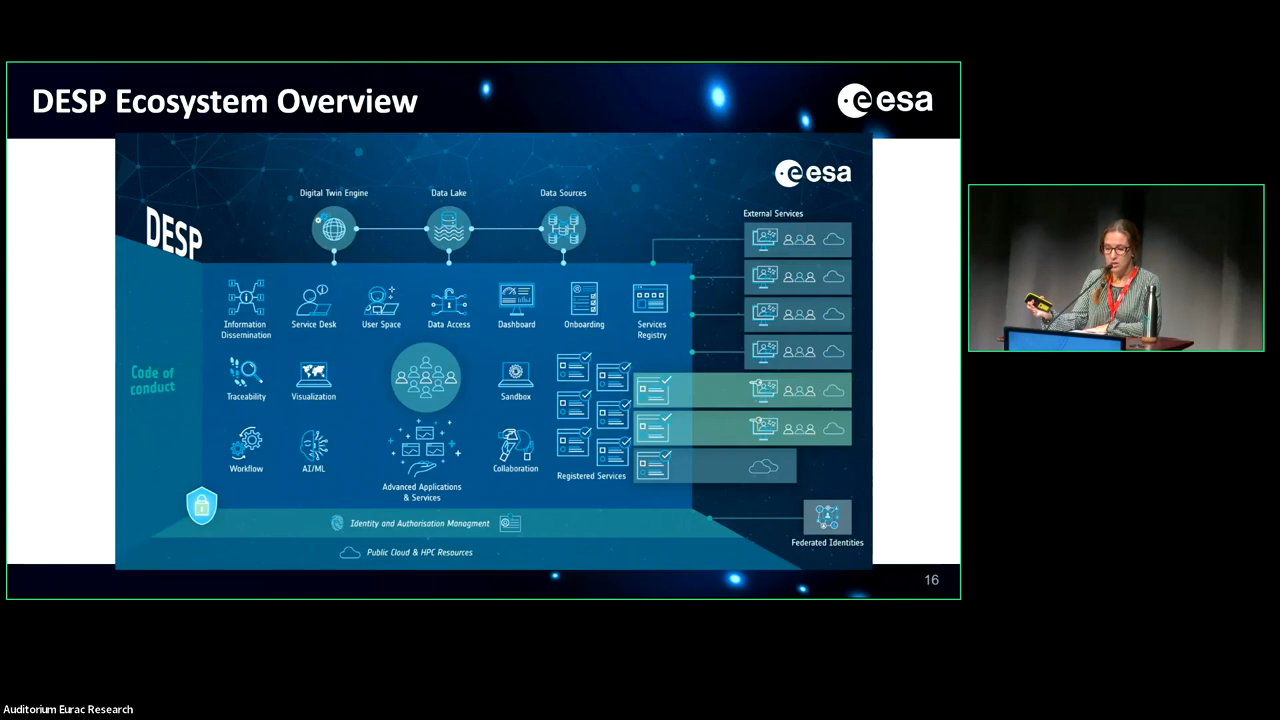 DESP Ecosystem Overview
esa
esa
Digital Twin Engine
Data Lake
Data Sources
External Services
DESP
Information
Dissemination
Service Desk
User Space
Data Access
Dashboard
Onboarding
Services
Registry
Code of
conduct
Traceability
Visualization
Sandbox
Workflow
AI/ML
Advanced Applications
& Services
Collaboration
Registered Services
Identity and Authorisation Managment
Public Cloud & HPC Resources
Federated Identities
16
Auditorium Eurac Research